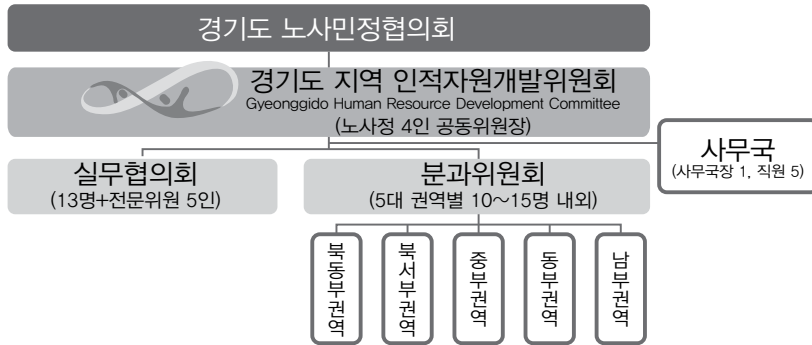 경기도 노사민정협의회
경기도 지역 인적자원개발위원회
Gyeonggido Human Resource Development Committee
(노사정 4인 공동위원장)
사무국
(사무국장 1, 직원 5)
실무협의회
(13명+전문위원 5인)
분과위원회
(5대 권역별 10~15명 내외)
북동부권역
북서부권역
중부권역
동부권역
남부권역